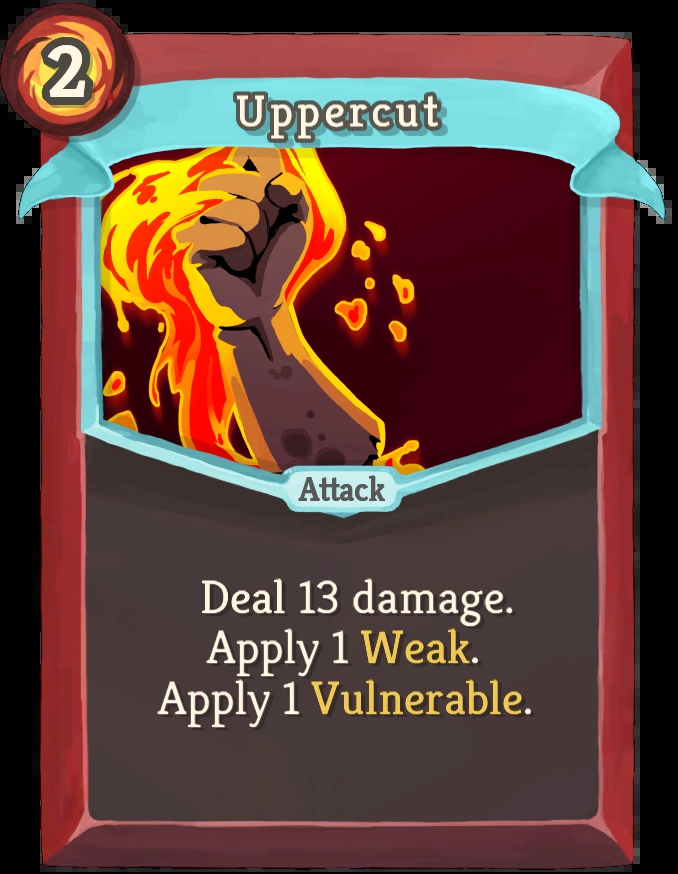 2
Uppercut
Attack
Deal 13 damage.
Apply 1 Weak.
Apply 1 Vulnerable.